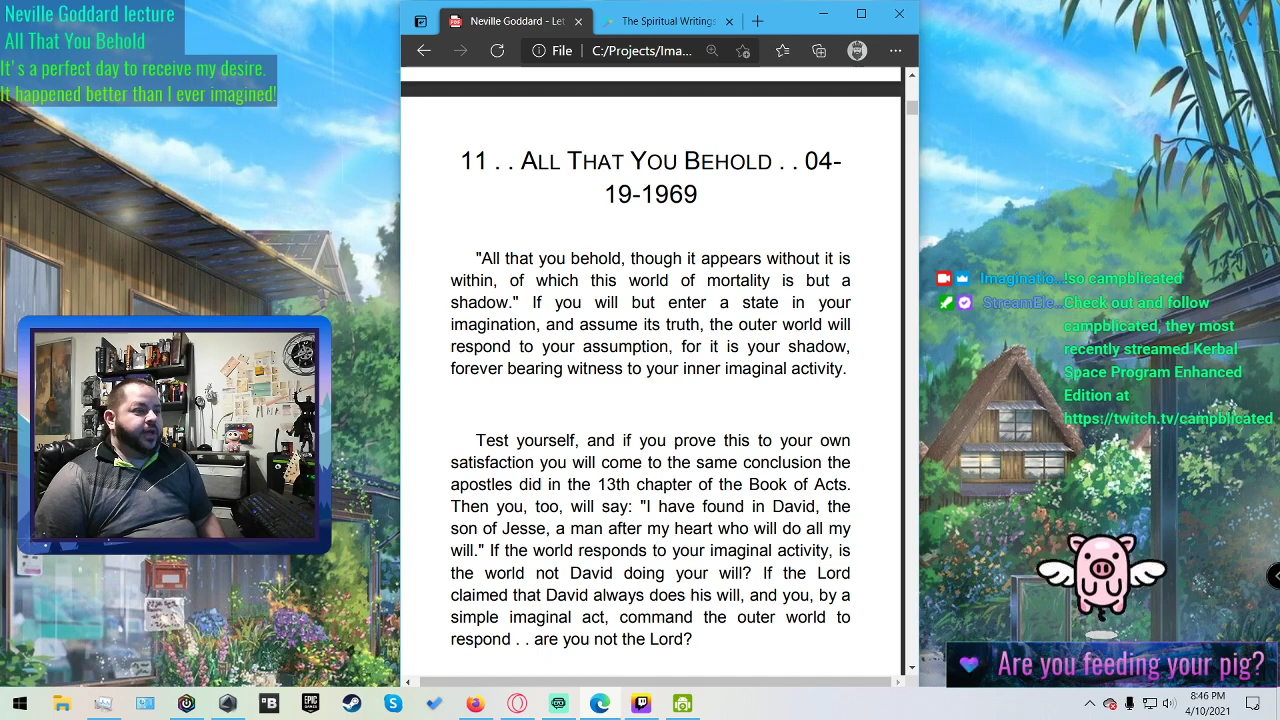 Neville Goddard lecture
All That You Behold
It's a perfect day to receive my desire.
It happened better than I ever imagined!
Neville Goddard - Let
The Spiritual Writings
File
C:/Projects/Ima...
11 . . ALL THAT YOU BEHOLD . . 04-
19-1969
"All that you behold, though it appears without it is
within, of which this world of mortality is but a
shadow." If you will but enter a state in your
imagination, and assume its truth, the outer world will
respond to your assumption, for it is your shadow,
forever bearing witness to your inner imaginal activity.
Test yourself, and if you prove this to your own
satisfaction you will come to the same conclusion the
apostles did in the 13th chapter of the Book of Acts.
Then you, too, will say: "I have found in David, the
son of Jesse, a man after my heart who will do all my
will." If the world responds to your imaginal activity, is
the world not David doing your will? If the Lord
claimed that David always does his will, and you, by a
simple imaginal act, command the outer world to
respond . . are you not the Lord?
Imaginatio... !so campblicated
StreamEle... Check out and follow
campblicated, they most
recently streamed Kerbal
Space Program Enhanced
Edition at
https://twitch.tv/campblicated
Are you feeding your pig?
8:46 PM
4/10/2021